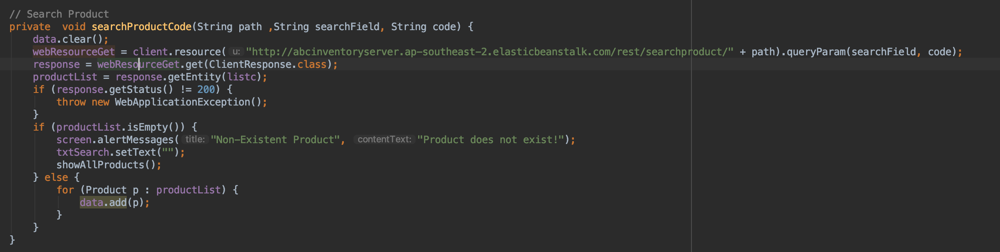 // Search Product
private  void searchProductCode(String path ,String searchField, String code) {
    data.clear();
    webResourceGet = client.resource( u: "http://abcinventoryserver.ap-southeast-2.elasticbeanstalk.com/rest/searchproduct/" + path).queryParam(searchField, code);
    response = webResourceGet.get(ClientResponse.class);
    productList = response.getEntity(listc);
    if (response.getStatus() != 200) {
        throw new WebApplicationException();
    }
    if (productList.isEmpty()) {
        screen.alertMessages( title: "Non-Existent Product",  contentText: "Product does not exist!");
        txtSearch.setText("");
        showAllProducts();
    } else {
        for (Product p : productList) {
            data.add(p);
        }
    }
}